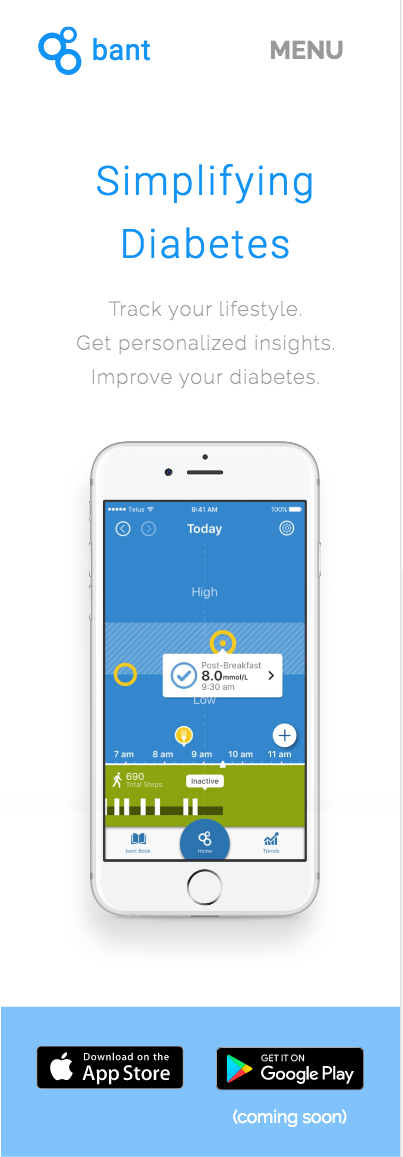 bant
MENU
Simplifying
Diabetes
Track your lifestyle.
Get personalized insights.
Improve your diabetes.
Telus
9:41 AM
100%
Today
High
Post-Breakfast
8.0mmol/L
9:30 am
Low
7 am 8 am 9 am 10 am 11 am
690
Total Steps
Inactive
bant Book
Home
Trends
Download on the
App Store
GET IT ON
Google Play
(coming soon)